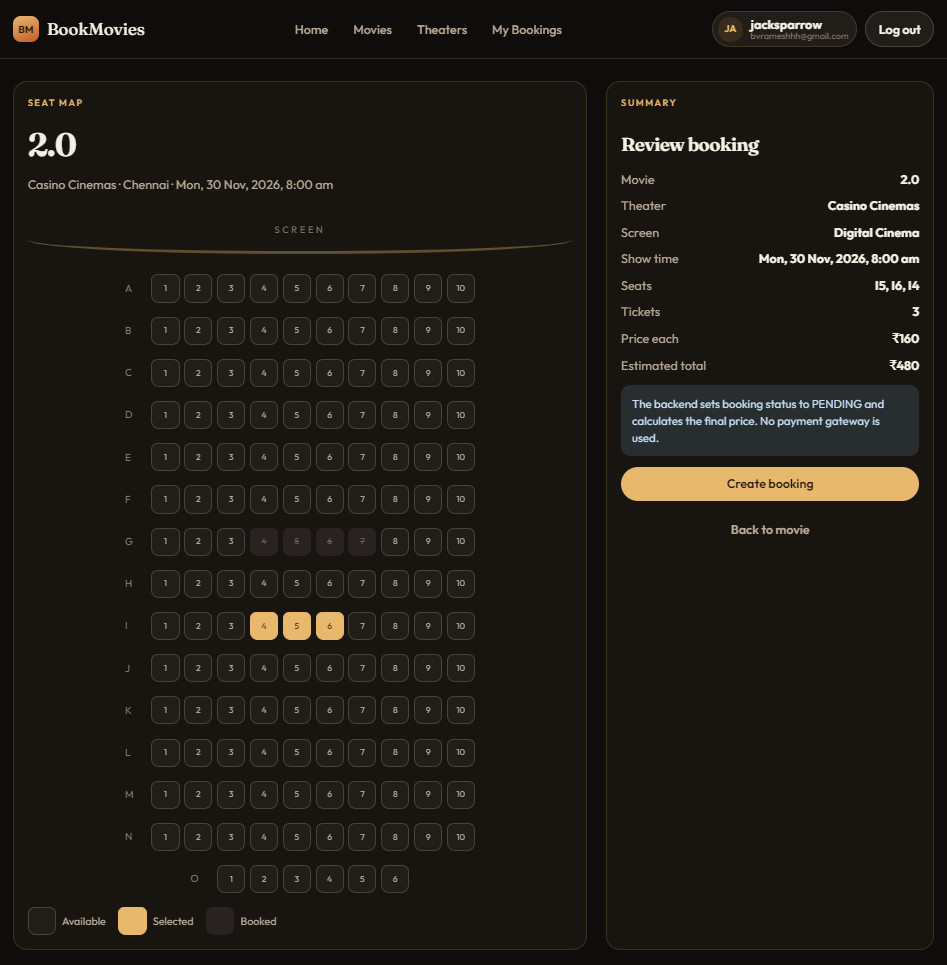 BM BookMovies Home Movies Theaters My Bookings JA jacksparrow Log out
bvrameshhh@gmail.com
SEAT MAP
2.0
Casino Cinemas · Chennai · Mon, 30 Nov, 2026, 8:00 am
SCREEN
A 1 2 3 4 5 6 7 8 9 10
B 1 2 3 4 5 6 7 8 9 10
C 1 2 3 4 5 6 7 8 9 10
D 1 2 3 4 5 6 7 8 9 10
E 1 2 3 4 5 6 7 8 9 10
F 1 2 3 4 5 6 7 8 9 10
G 1 2 3 4 5 6 7 8 9 10
H 1 2 3 4 5 6 7 8 9 10
I 1 2 3 4 5 6 7 8 9 10
J 1 2 3 4 5 6 7 8 9 10
K 1 2 3 4 5 6 7 8 9 10
L 1 2 3 4 5 6 7 8 9 10
M 1 2 3 4 5 6 7 8 9 10
N 1 2 3 4 5 6 7 8 9 10
O 1 2 3 4 5 6
Available Selected Booked
SUMMARY
Review booking
Movie 2.0
Theater Casino Cinemas
Screen Digital Cinema
Show time Mon, 30 Nov, 2026, 8:00 am
Seats I5, I6, I4
Tickets 3
Price each ₹160
Estimated total ₹480
The backend sets booking status to PENDING and
calculates the final price. No payment gateway is
used.
Create booking
Back to movie